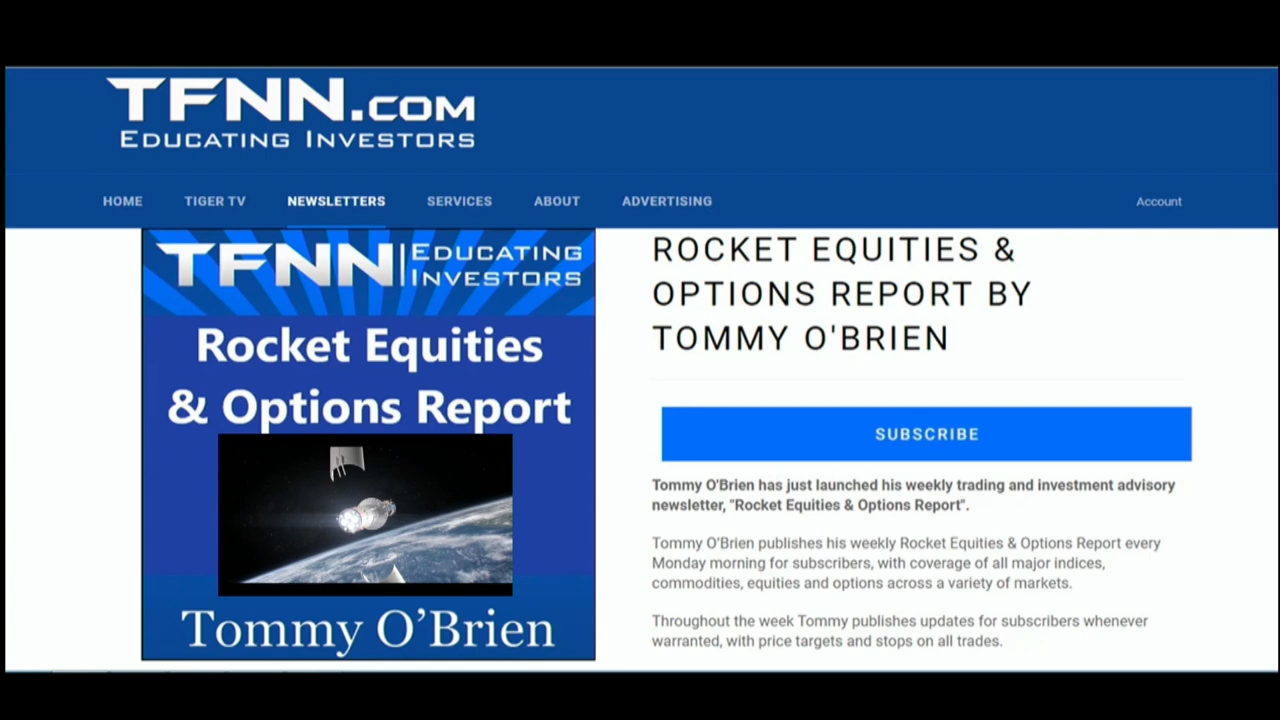 TFNN.COM
EDUCATING INVESTORS
HOME TIGER TV NEWSLETTERS SERVICES ABOUT ADVERTISING Account
TFNN | EDUCATING
INVESTORS
Rocket Equities
& Options Report
Tommy O’Brien
ROCKET EQUITIES &
OPTIONS REPORT BY
TOMMY O'BRIEN
SUBSCRIBE
Tommy O'Brien has just launched his weekly trading and investment advisory
newsletter, "Rocket Equities & Options Report".
Tommy O’Brien publishes his weekly Rocket Equities & Options Report every
Monday morning for subscribers, with coverage of all major indices,
commodities, equities and options across a variety of markets.
Throughout the week Tommy publishes updates for subscribers whenever
warranted, with price targets and stops on all trades.